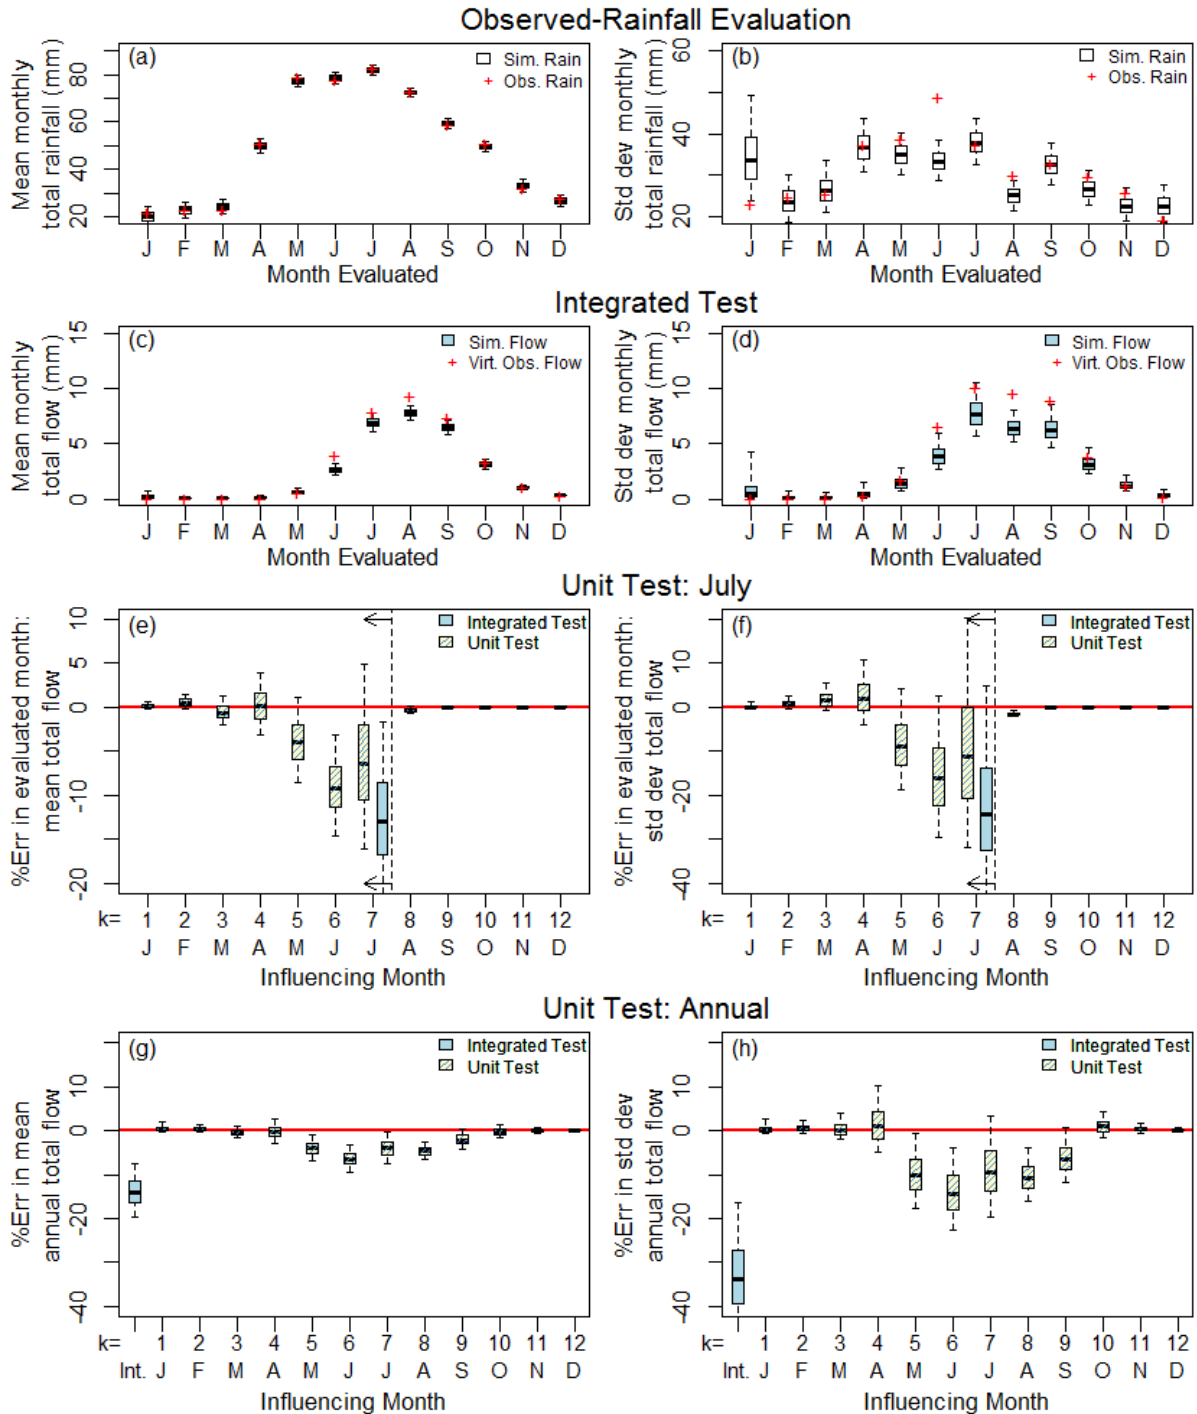 Observed-Rainfall Evaluation
Mean monthly
total rainfall (mm)
20 40 60 80
(a)
Sim. Rain
Obs. Rain
J F M A M J J A S O N D
Month Evaluated
Std dev monthly
total rainfall (mm)
20 40 60
(b)
Sim. Rain
Obs. Rain
J F M A M J J A S O N D
Month Evaluated
Integrated Test
Mean monthly
total flow (mm)
0 5 10 15
(c)
Sim. Flow
Virt. Obs. Flow
J F M A M J J A S O N D
Month Evaluated
Std dev monthly
total flow (mm)
0 5 10 15
(d)
Sim. Flow
Virt. Obs. Flow
J F M A M J J A S O N D
Month Evaluated
Unit Test: July
%Err in evaluated month:
mean total flow
-20 -10 0 5 10
(e)
Integrated Test
Unit Test
k= 1 2 3 4 5 6 7 8 9 10 11 12
J F M A M J J A S O N D
Influencing Month
%Err in evaluated month:
std dev total flow
-40 -20 0 10
(f)
Integrated Test
Unit Test
k= 1 2 3 4 5 6 7 8 9 10 11 12
J F M A M J J A S O N D
Influencing Month
Unit Test: Annual
%Err in mean
annual total flow
-40 -20 0 10
(g)
Integrated Test
Unit Test
k= 1 2 3 4 5 6 7 8 9 10 11 12
Int. J F M A M J J A S O N D
Influencing Month
%Err in std dev
annual total flow
-40 -20 0 10
(h)
Integrated Test
Unit Test
k= 1 2 3 4 5 6 7 8 9 10 11 12
Int. J F M A M J J A S O N D
Influencing Month